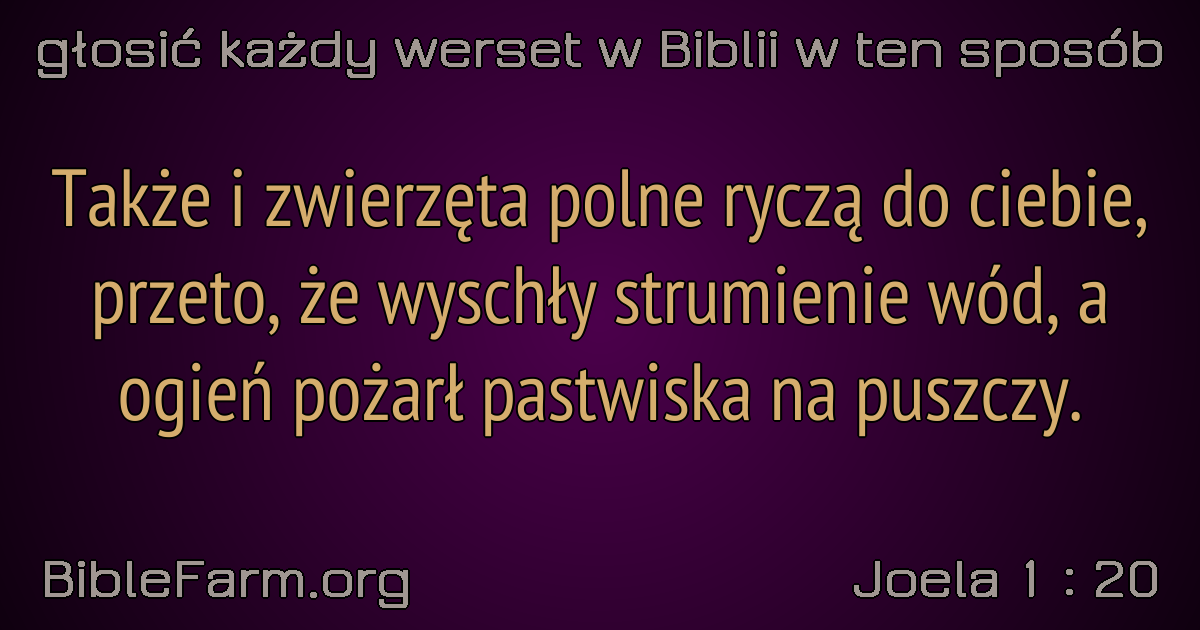 głosić każdy werset w Biblii w ten sposób
Także i zwierzęta polne ryczą do ciebie,
przeto, że wyschły strumienie wód, a
ogień pożarł pastwiska na puszczy.
BibleFarm.org
Joela 1 : 20